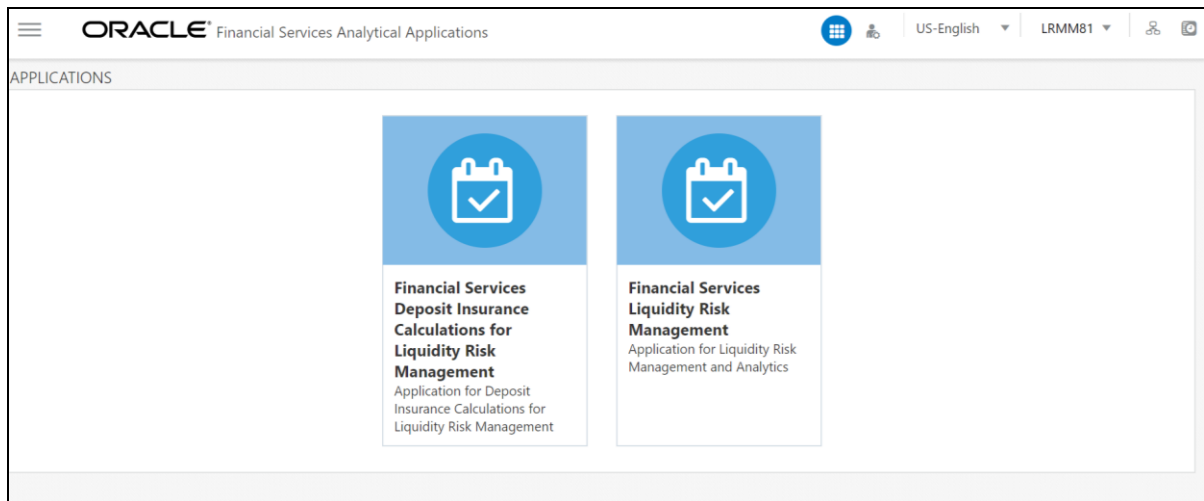 ORACLE® Financial Services Analytical Applications
US-English
LRMM81
APPLICATIONS
Financial Services
Deposit Insurance
Calculations for
Liquidity Risk
Management
Application for Deposit
Insurance Calculations for
Liquidity Risk Management
Financial Services
Liquidity Risk
Management
Application for Liquidity Risk
Management and Analytics